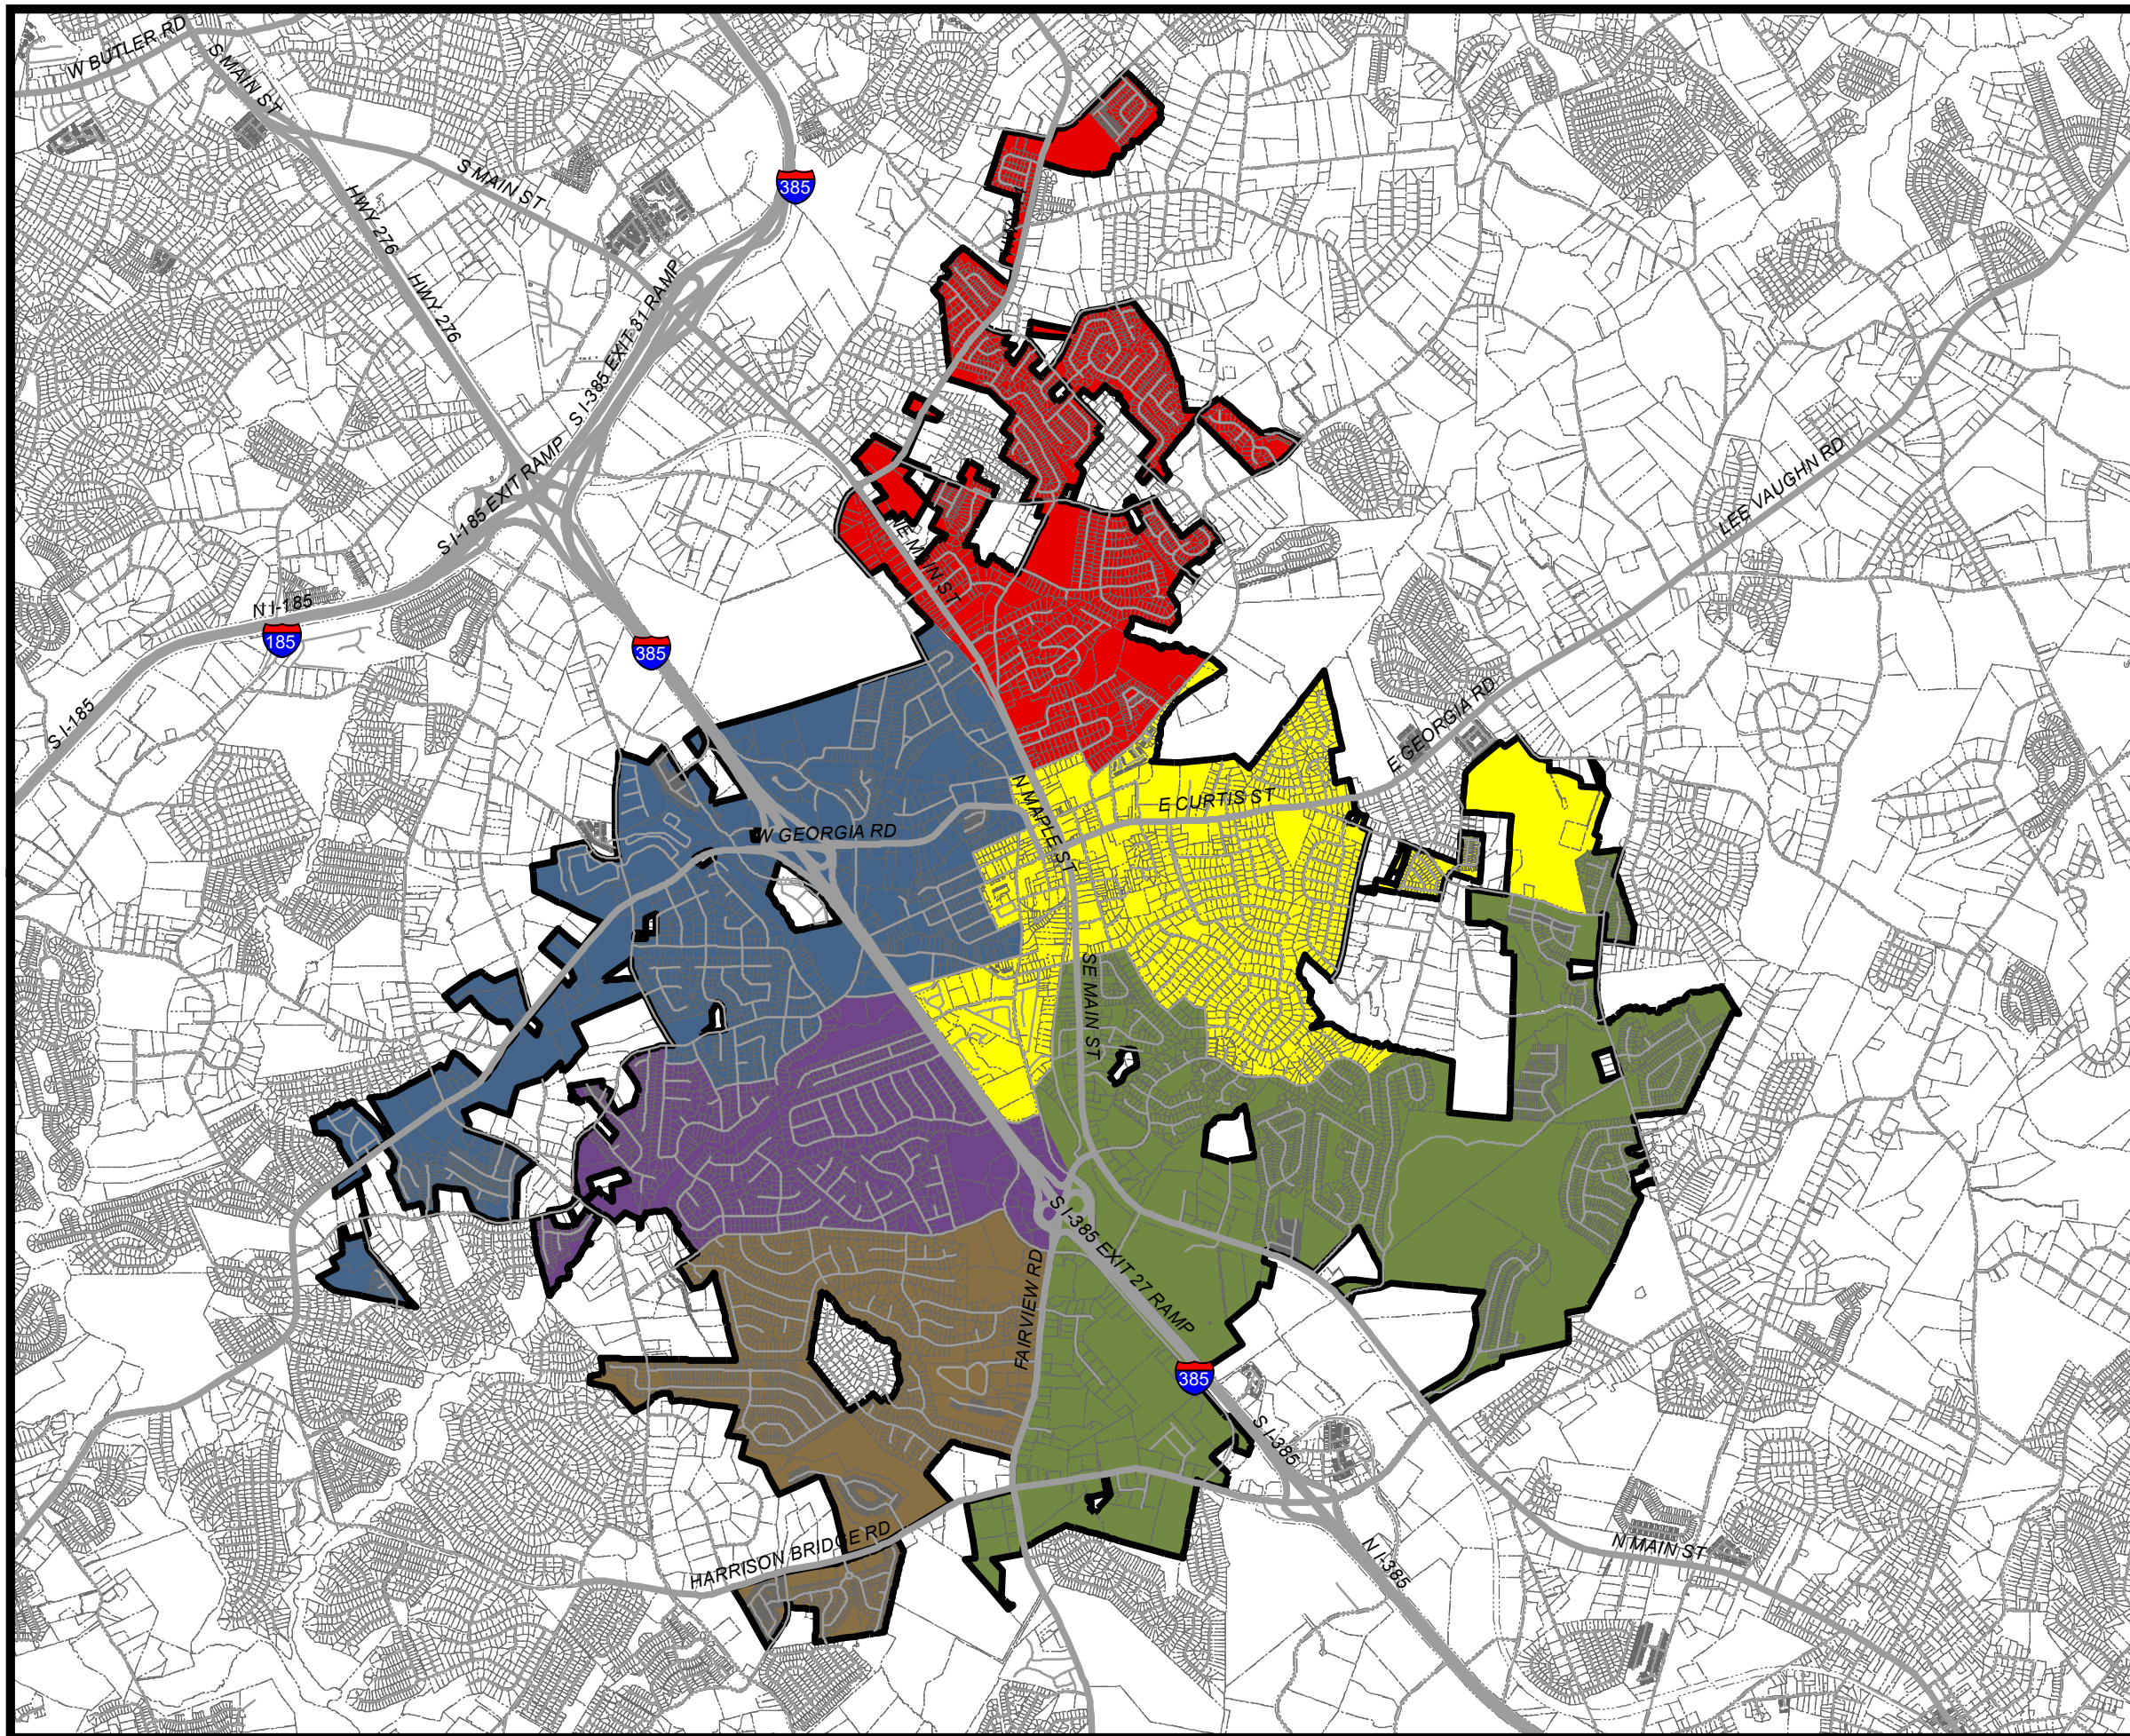 W BUTLER RD
S MAIN ST
S MAIN ST
HWY 276
HWY 276
385
S I-385 EXIT 31 RAMP
S I-185 EXIT RAMP
N I-185
185
S I-185
385
NE MAIN ST
LEE VAUGHN RD
E GEORGIA RD
E CURTIS ST
N MAPLE ST
W GEORGIA RD
SE MAIN ST
S I-385 EXIT 27 RAMP
FAIRVIEW RD
385
S I-385
HARRISON BRIDGE RD
N I-385
N MAIN ST